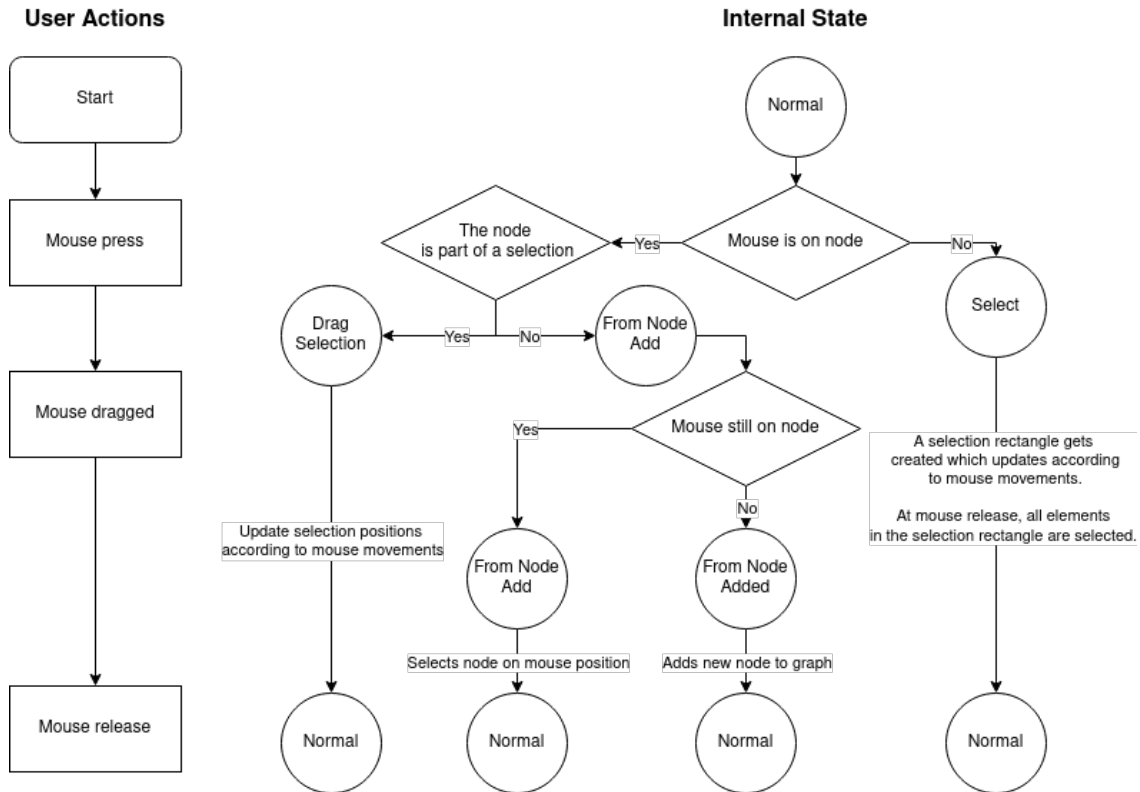 User Actions
Internal State
Start
Normal
Mouse press
The node
is part of a selection
Yes
Mouse is on node
No
Select
Drag
Selection
Yes
No
From Node
Add
Mouse dragged
Yes
Mouse still on node
No
A selection rectangle gets
created which updates according
to mouse movements.
At mouse release, all elements
in the selection rectangle are selected.
Update selection positions
according to mouse movements
From Node
Add
From Node
Added
Selects node on mouse position
Adds new node to graph
Mouse release
Normal
Normal
Normal
Normal